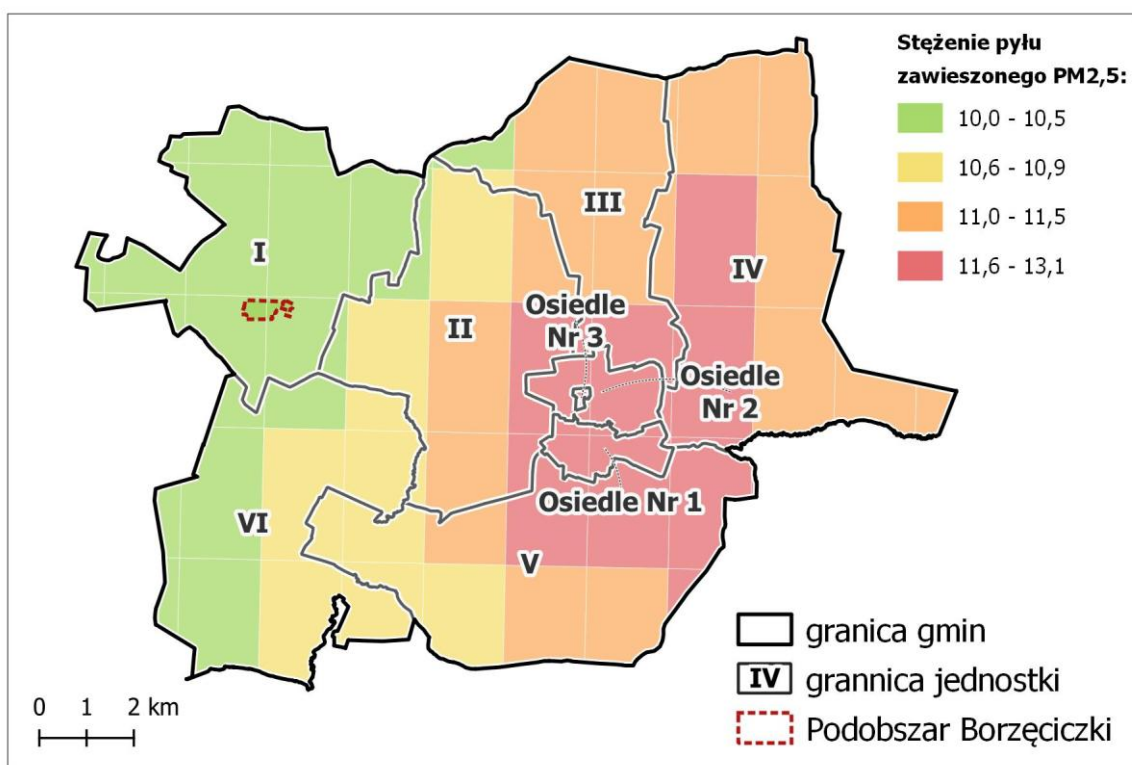 Stężenie pyłu
zawieszonego PM2,5:
10,0 - 10,5
10,6 - 10,9
11,0 - 11,5
11,6 - 13,1
I
II
III
IV
Osiedle
Nr 3
Osiedle
Nr 2
Osiedle Nr 1
VI
V
granica gmin
IV grannica jednostki
Podobszar Borzęciczki
0 1 2 km